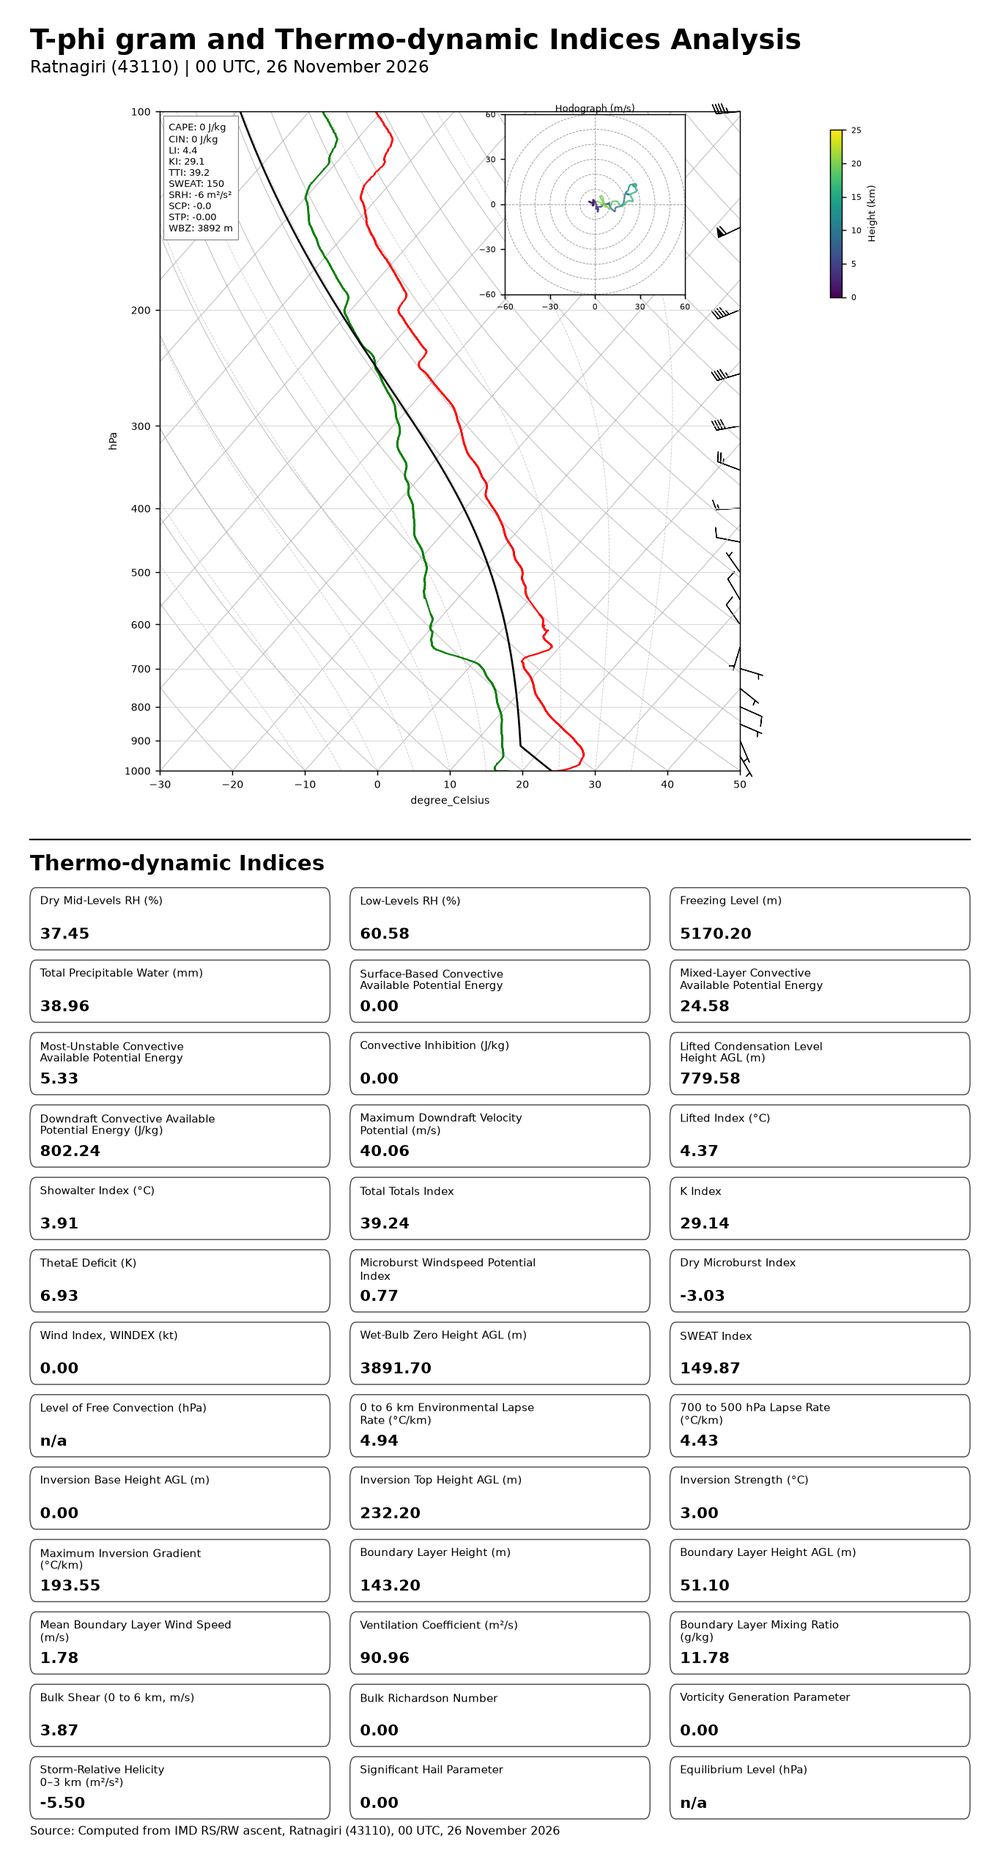 T-phi gram and Thermo-dynamic Indices Analysis
Ratnagiri (43110) | 00 UTC, 26 November 2026
CAPE: 0 J/kg
CIN: 0 J/kg
LI: 4.4
KI: 29.1
TTI: 39.2
SWEAT: 150
SRH: -6 m²/s²
SCP: -0.0
STP: -0.00
WBZ: 3892 m
Hodograph (m/s)
60
30
0
−30
−60
−60 −30 0 30 60
25
20
15
10
5
0
Height (km)
100
200
300
400
500
600
700
800
900
1000
hPa
−30 −20 −10 0 10 20 30 40 50
degree_Celsius
Thermo-dynamic Indices
Dry Mid-Levels RH (%)
37.45
Low-Levels RH (%)
60.58
Freezing Level (m)
5170.20
Total Precipitable Water (mm)
38.96
Surface-Based Convective
Available Potential Energy
0.00
Mixed-Layer Convective
Available Potential Energy
24.58
Most-Unstable Convective
Available Potential Energy
5.33
Convective Inhibition (J/kg)
0.00
Lifted Condensation Level
Height AGL (m)
779.58
Downdraft Convective Available
Potential Energy (J/kg)
802.24
Maximum Downdraft Velocity
Potential (m/s)
40.06
Lifted Index (°C)
4.37
Showalter Index (°C)
3.91
Total Totals Index
39.24
K Index
29.14
ThetaE Deficit (K)
6.93
Microburst Windspeed Potential
Index
0.77
Dry Microburst Index
-3.03
Wind Index, WINDEX (kt)
0.00
Wet-Bulb Zero Height AGL (m)
3891.70
SWEAT Index
149.87
Level of Free Convection (hPa)
n/a
0 to 6 km Environmental Lapse
Rate (°C/km)
4.94
700 to 500 hPa Lapse Rate
(°C/km)
4.43
Inversion Base Height AGL (m)
0.00
Inversion Top Height AGL (m)
232.20
Inversion Strength (°C)
3.00
Maximum Inversion Gradient
(°C/km)
193.55
Boundary Layer Height (m)
143.20
Boundary Layer Height AGL (m)
51.10
Mean Boundary Layer Wind Speed
(m/s)
1.78
Ventilation Coefficient (m²/s)
90.96
Boundary Layer Mixing Ratio
(g/kg)
11.78
Bulk Shear (0 to 6 km, m/s)
3.87
Bulk Richardson Number
0.00
Vorticity Generation Parameter
0.00
Storm-Relative Helicity
0–3 km (m²/s²)
-5.50
Significant Hail Parameter
0.00
Equilibrium Level (hPa)
n/a
Source: Computed from IMD RS/RW ascent, Ratnagiri (43110), 00 UTC, 26 November 2026